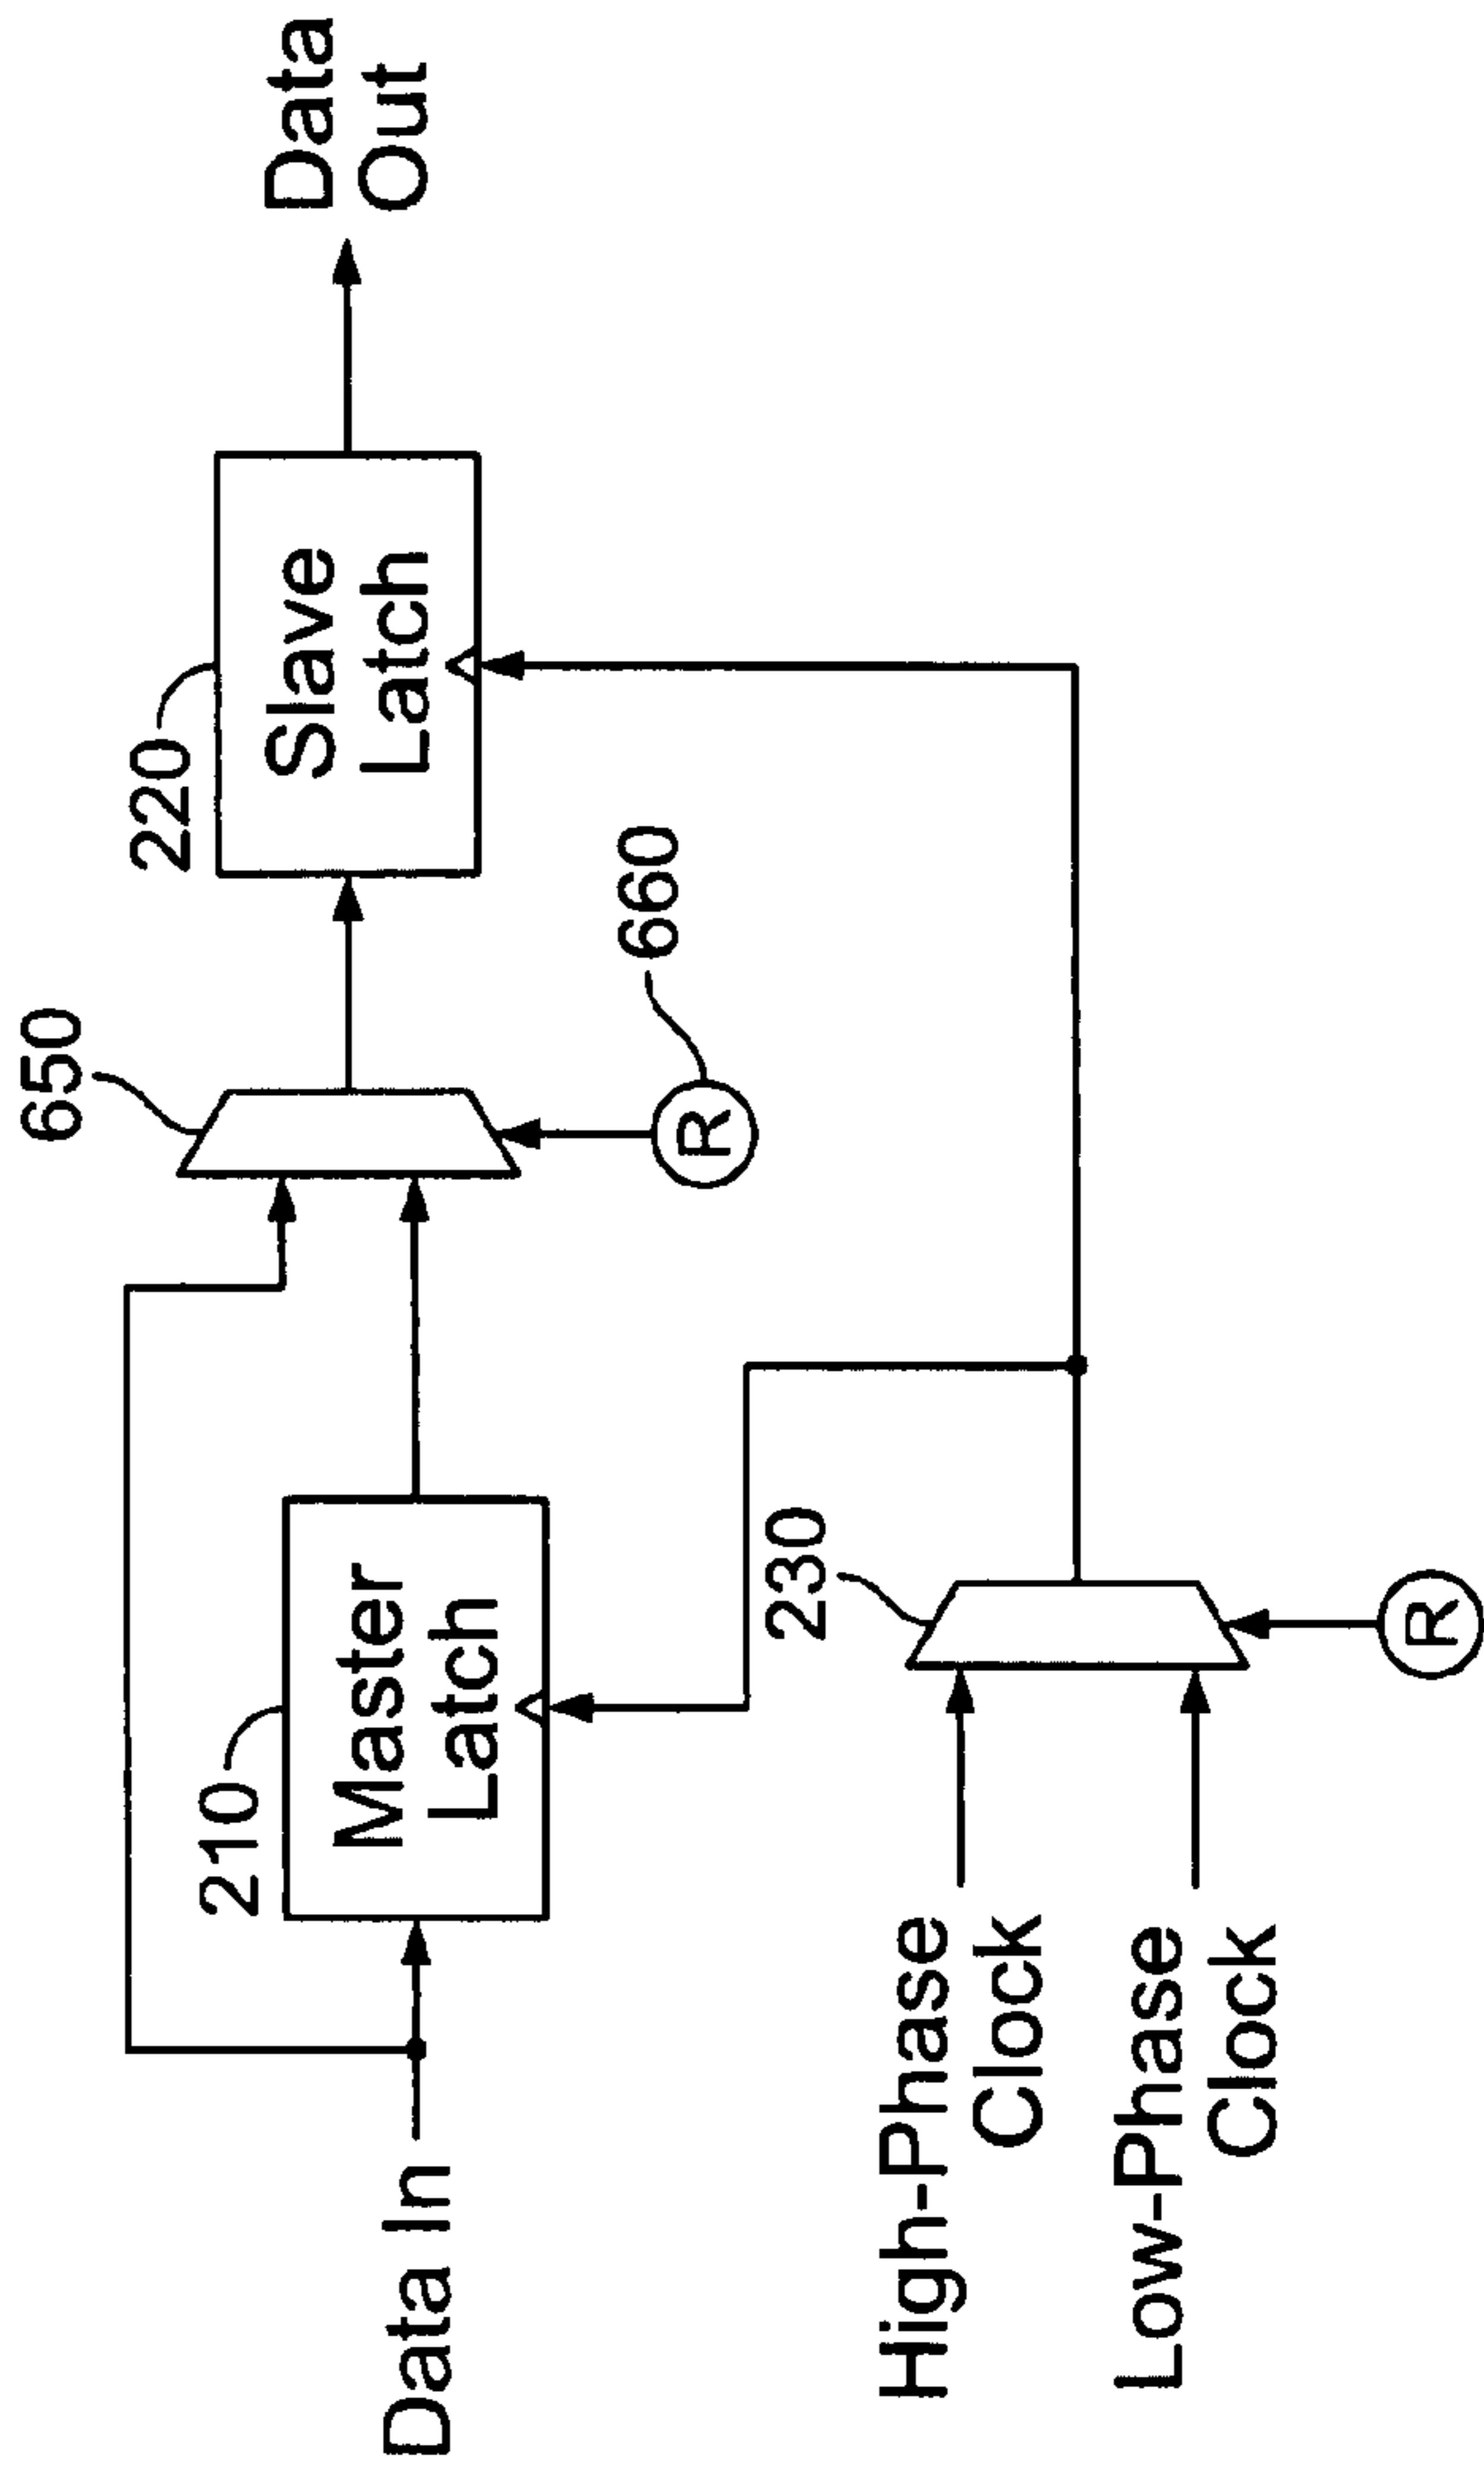 650
220
Data
Out
210
Slave
Latch
Master
Latch
Data In
660
R
230
High-Phase
Clock
Low-Phase
Clock
R